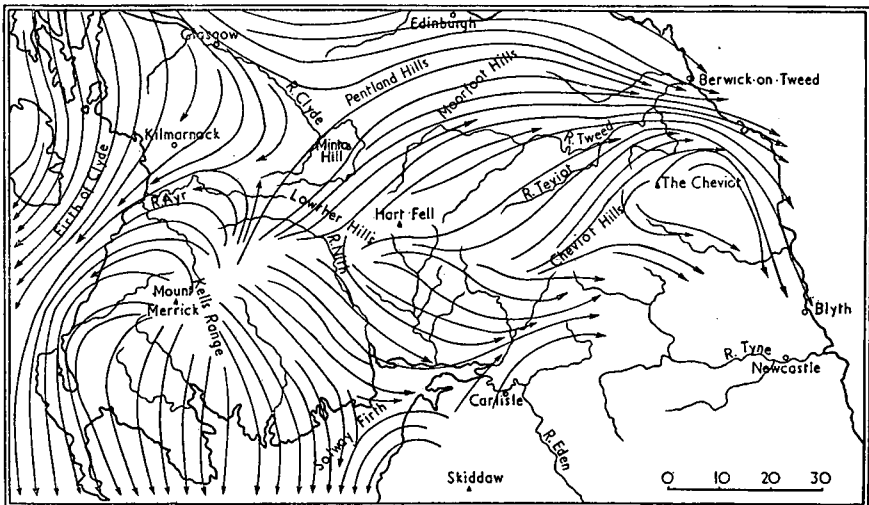 Edinburgh
Glasgow
Pentland Hills
Moorfoot Hills
Berwick-on-Tweed
R. Clyde
Kilmarnack
Minto
Hill
R. Tweed
R. Teviot
The Cheviot
Firth of Clyde
R. Ayr
Lowther Hills
Hart Fell
R. Nith
Cheviot Hills
Mount
Merrick
Kells Range
Blyth
R. Tyne
Newcastle
Carlisle
Solway Firth
R. Eden
Skiddaw
0 10 20 30